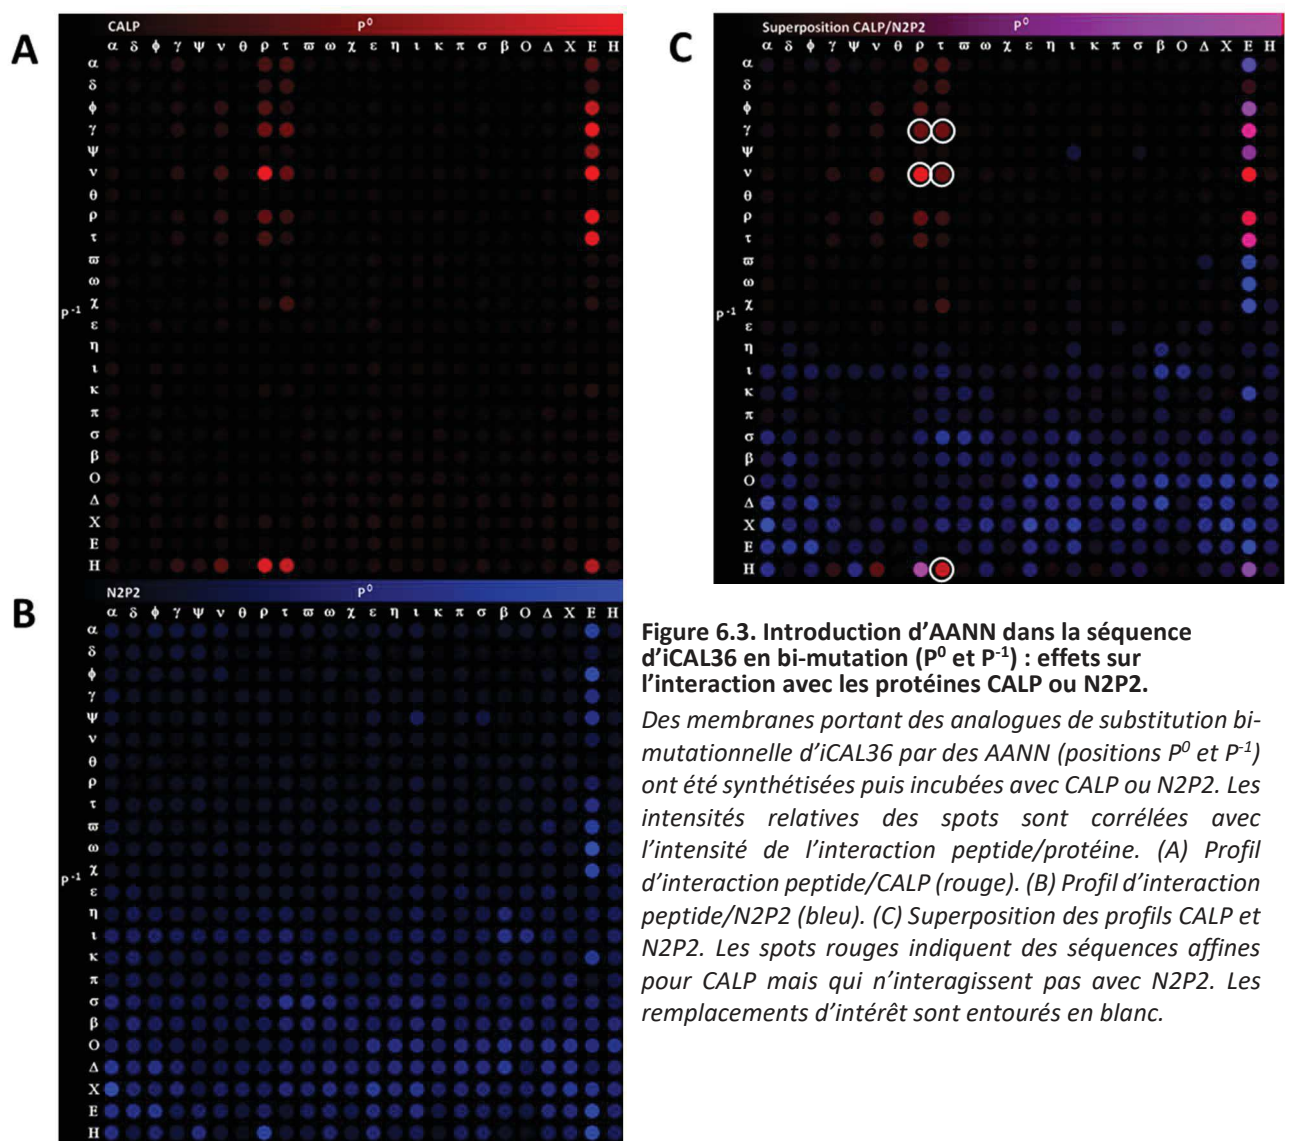 A
CALP P⁰
α δ ϕ γ ψ ν θ ρ τ ϖ ω χ ε η ι κ π σ β Ο Δ Χ Ε Η
α
δ
ϕ
γ
ψ
ν
θ
ρ
τ
ϖ
ω
χ
P⁻¹
ε
η
ι
κ
π
σ
β
Ο
Δ
Χ
Ε
Η
B
N2P2 P⁰
α δ ϕ γ ψ ν θ ρ τ ϖ ω χ ε η ι κ π σ β Ο Δ Χ Ε Η
α
δ
ϕ
γ
ψ
ν
θ
ρ
τ
ϖ
ω
χ
P⁻¹
ε
η
ι
κ
π
σ
β
Ο
Δ
Χ
Ε
Η
C
Superposition CALP/N2P2 P⁰
α δ ϕ γ ψ ν θ ρ τ ϖ ω χ ε η ι κ π σ β Ο Δ Χ Ε Η
α
δ
ϕ
γ
ψ
ν
θ
ρ
τ
ϖ
ω
χ
P⁻¹
ε
η
ι
κ
π
σ
β
Ο
Δ
Χ
Ε
Η
Figure 6.3. Introduction d’AANN dans la séquence
d’iCAL36 en bi-mutation (P⁰ et P⁻¹) : effets sur
l’interaction avec les protéines CALP ou N2P2.
Des membranes portant des analogues de substitution bi-
mutationnelle d’iCAL36 par des AANN (positions P⁰ et P⁻¹)
ont été synthétisées puis incubées avec CALP ou N2P2. Les
intensités relatives des spots sont corrélées avec
l’intensité de l’interaction peptide/protéine. (A) Profil
d’interaction peptide/CALP (rouge). (B) Profil d’interaction
peptide/N2P2 (bleu). (C) Superposition des profils CALP et
N2P2. Les spots rouges indiquent des séquences affines
pour CALP mais qui n’interagissent pas avec N2P2. Les
remplacements d’intérêt sont entourés en blanc.